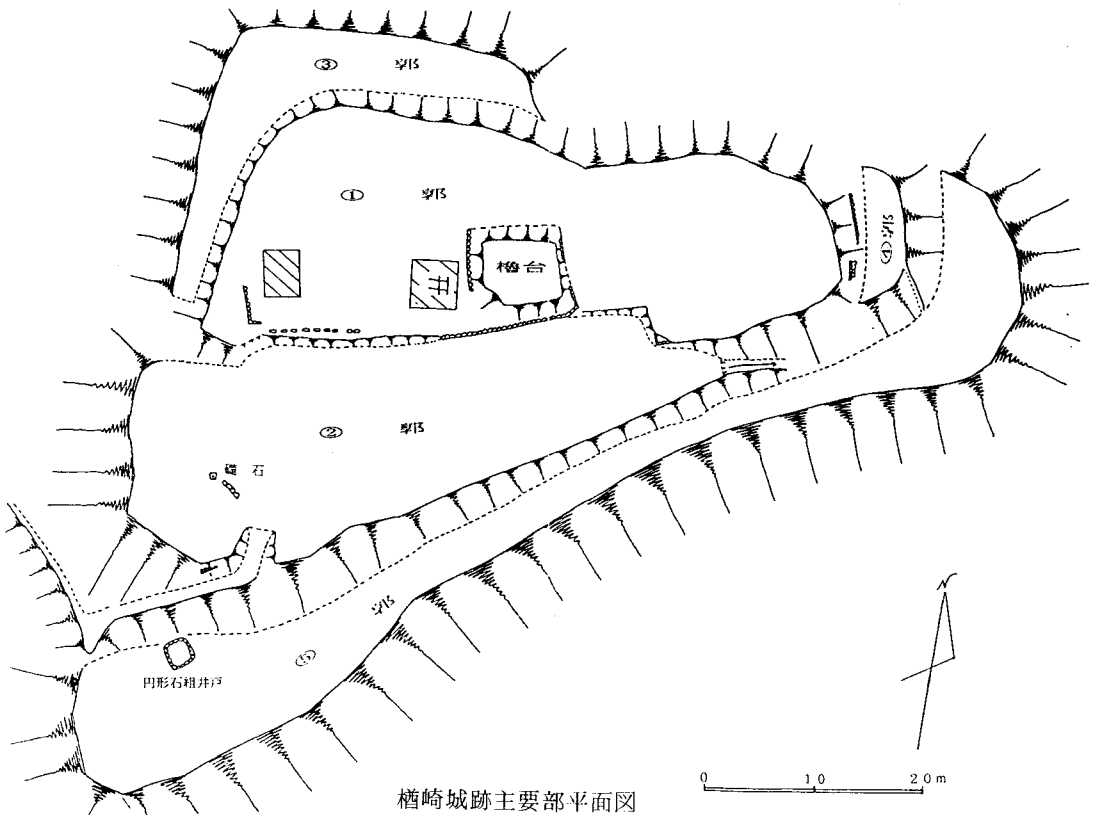 ③ 郭
① 郭
櫓台
④ 郭
② 郭
礎石
⑤ 郭
円形石組井戸
N
0 10 20m
楢崎城跡主要部平面図